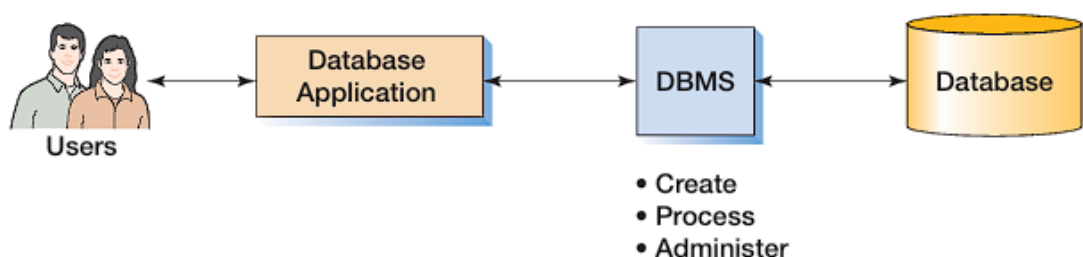 Users
Database
Application
DBMS
Database
• Create
• Process
• Administer